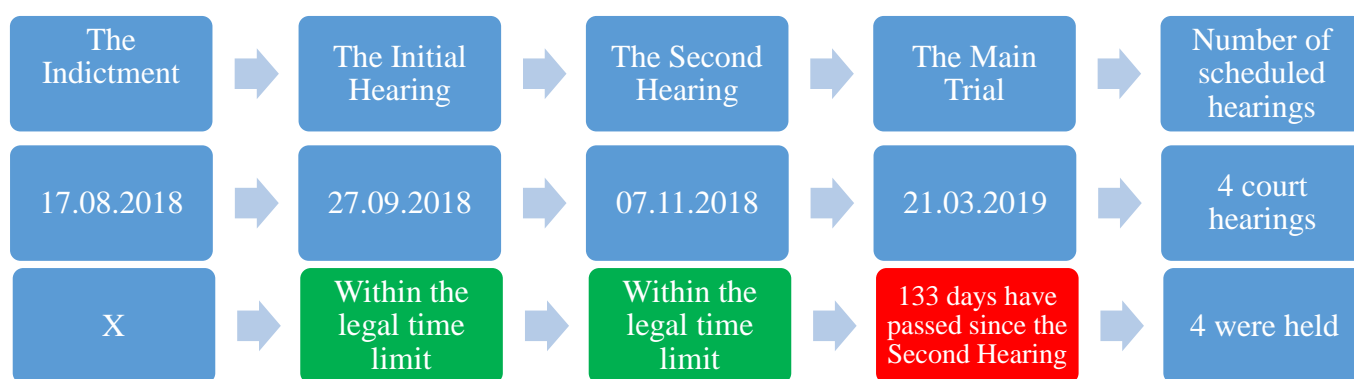 The
Indictment
The Initial
Hearing
The Second
Hearing
The Main
Trial
Number of
scheduled
hearings
17.08.2018
27.09.2018
07.11.2018
21.03.2019
4 court
hearings
X
Within the
legal time
limit
Within the
legal time
limit
133 days have
passed since the
Second Hearing
4 were held